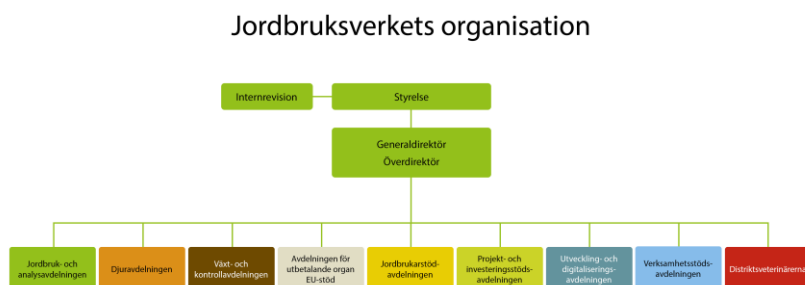 Jordbruksverkets organisation
Internrevision
Styrelse
Generaldirektör
Överdirektör
Jordbruk- och
analysavdelningen
Djuravdelningen
Växt- och
kontrollavdelningen
Avdelningen för
utbetalande organ
EU-stöd
Jordbrukarstöd-
avdelningen
Projekt- och
investeringsstöds-
avdelningen
Utveckling- och
digitaliserings-
avdelningen
Verksamhetsstöds-
avdelningen
Distriktsveterinärerna